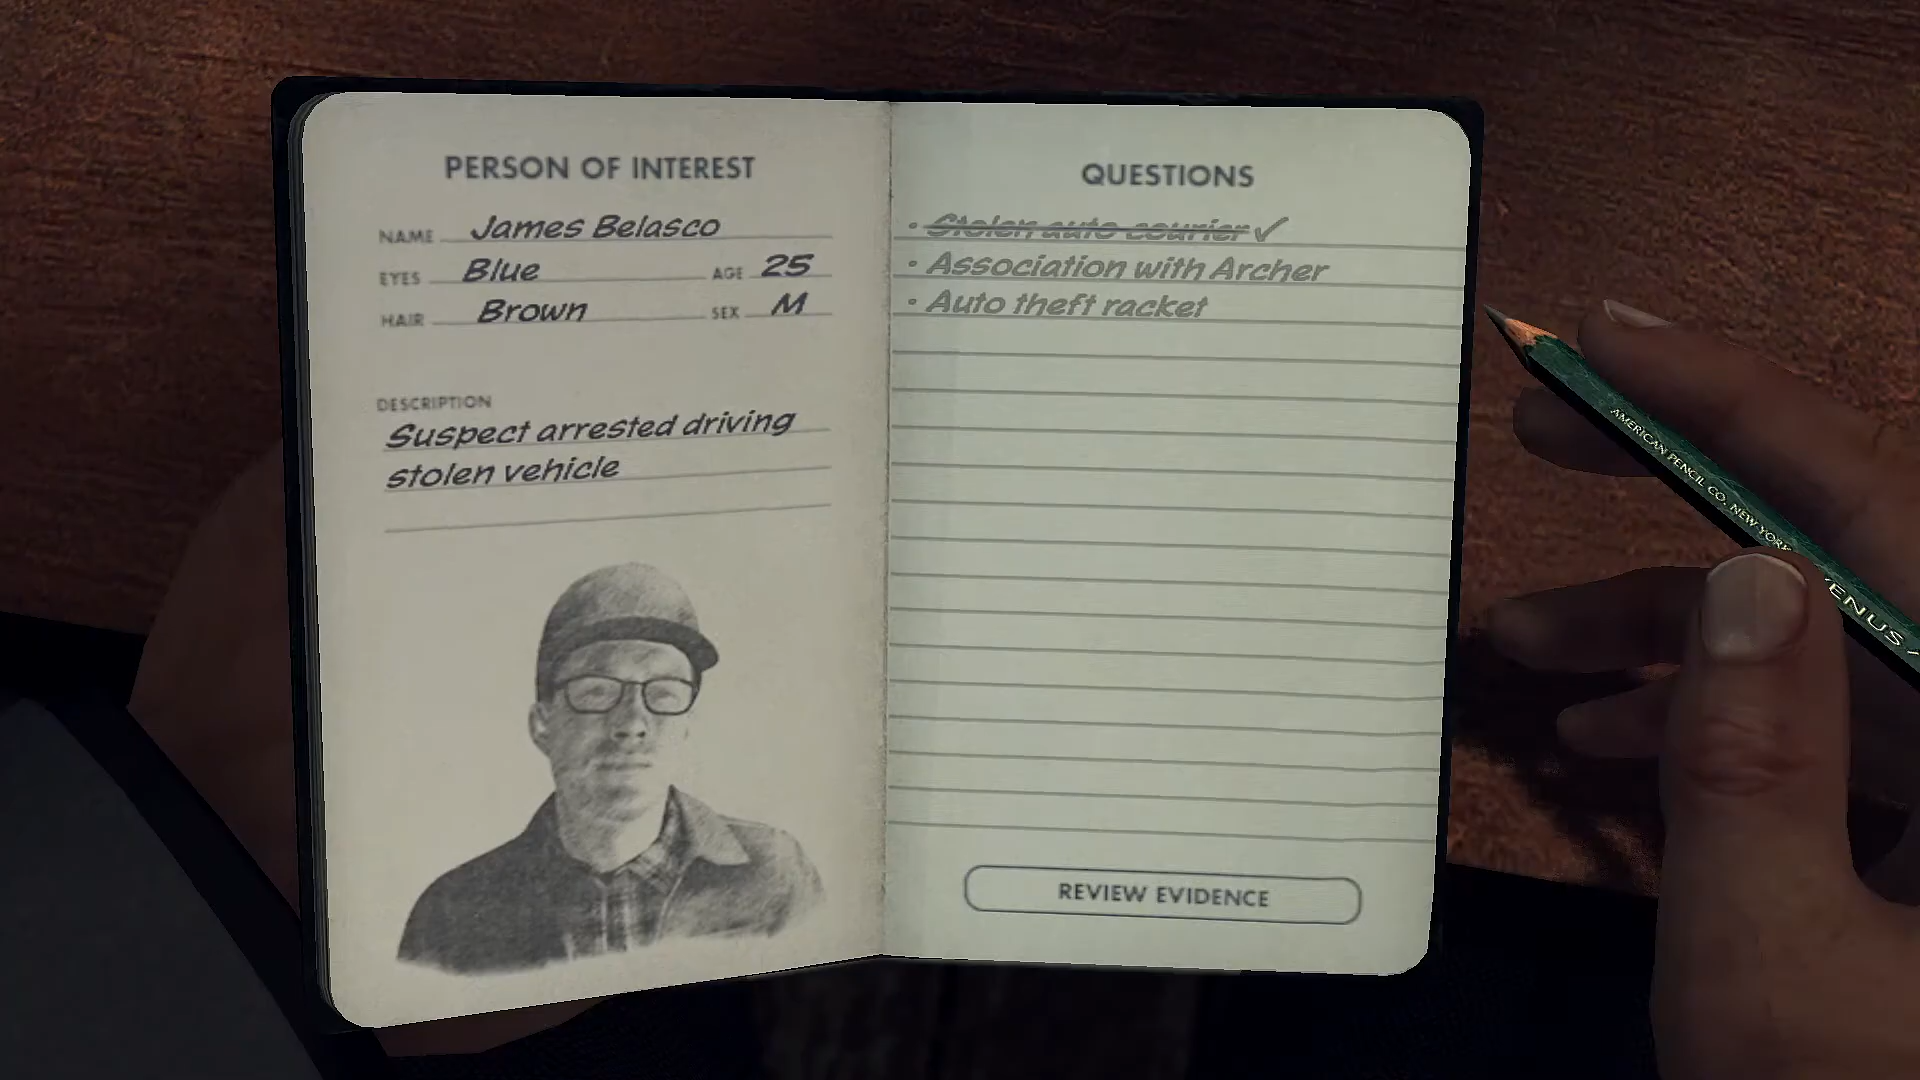 PERSON OF INTEREST
NAME James Belasco
EYES Blue AGE 25
HAIR Brown SEX M
DESCRIPTION
Suspect arrested driving
stolen vehicle
QUESTIONS
• Stolen auto courier ✓
• Association with Archer
• Auto theft racket
REVIEW EVIDENCE
AMERICAN PENCIL CO. NEW YORK
VENUS